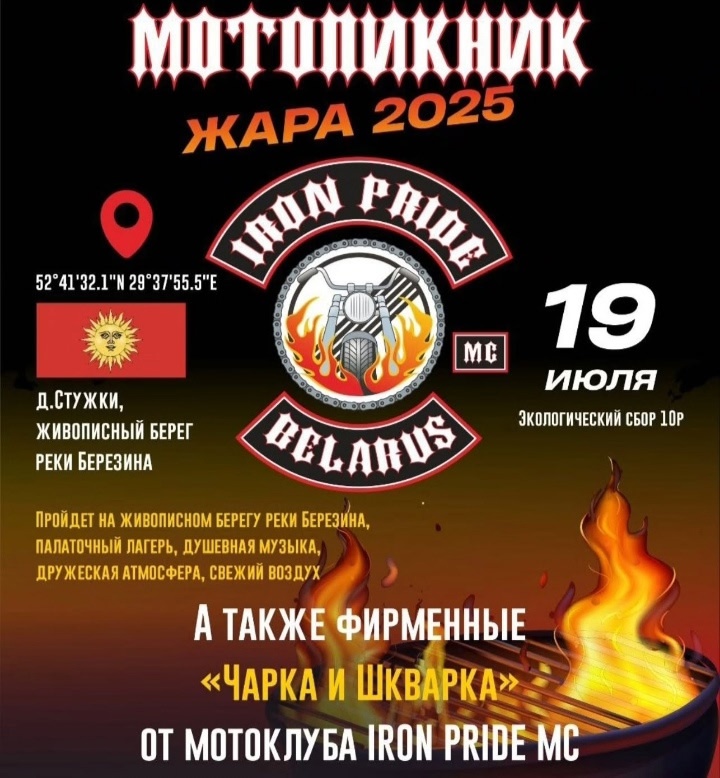 МОТОПИКНИК
ЖАРА 2025
IRON PRIDE
52°41'32.1"N 29°37'55.5"E
MC
BELARUS
19
ИЮЛЯ
Экологический сбор 10р
д.Стужки,
живописный берег
реки Березина
Пройдет на живописном берегу реки Березина,
палаточный лагерь, душевная музыка,
дружеская атмосфера, свежий воздух
А также фирменные
«Чарка и Шкварка»
от мотоклуба IRON PRIDE MC